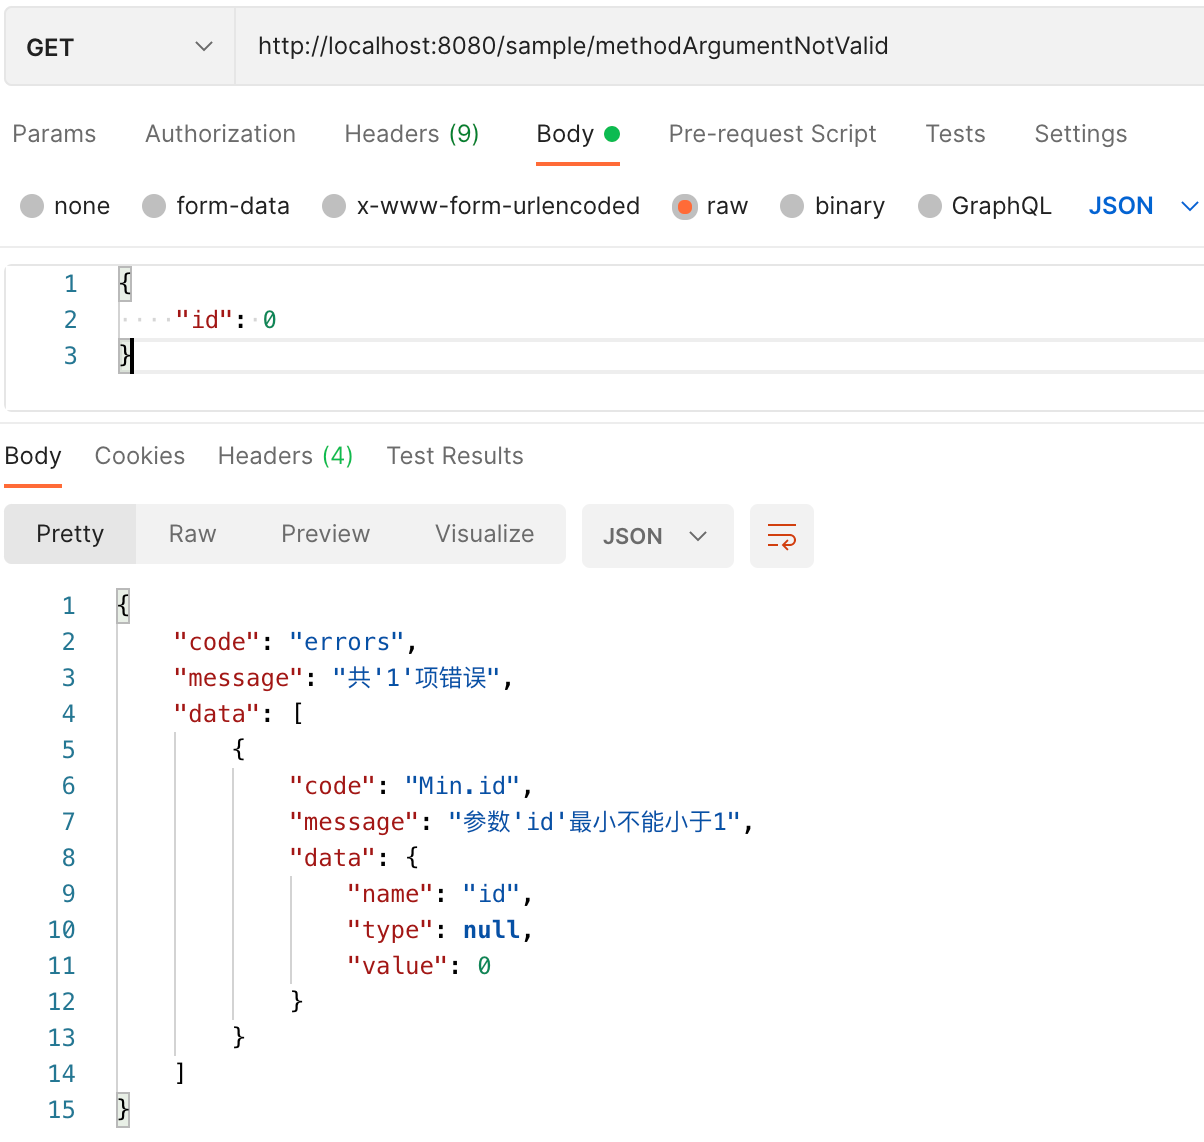 GET http://localhost:8080/sample/methodArgumentNotValid
Params Authorization Headers (9) Body Pre-request Script Tests Settings
none form-data x-www-form-urlencoded raw binary GraphQL JSON
1 {
2 "id": 0
3 }
Body Cookies Headers (4) Test Results
Pretty Raw Preview Visualize JSON
1 {
2 "code": "errors",
3 "message": "共'1'项错误",
4 "data": [
5 {
6 "code": "Min.id",
7 "message": "参数'id'最小不能小于1",
8 "data": {
9 "name": "id",
10 "type": null,
11 "value": 0
12 }
13 }
14 ]
15 }